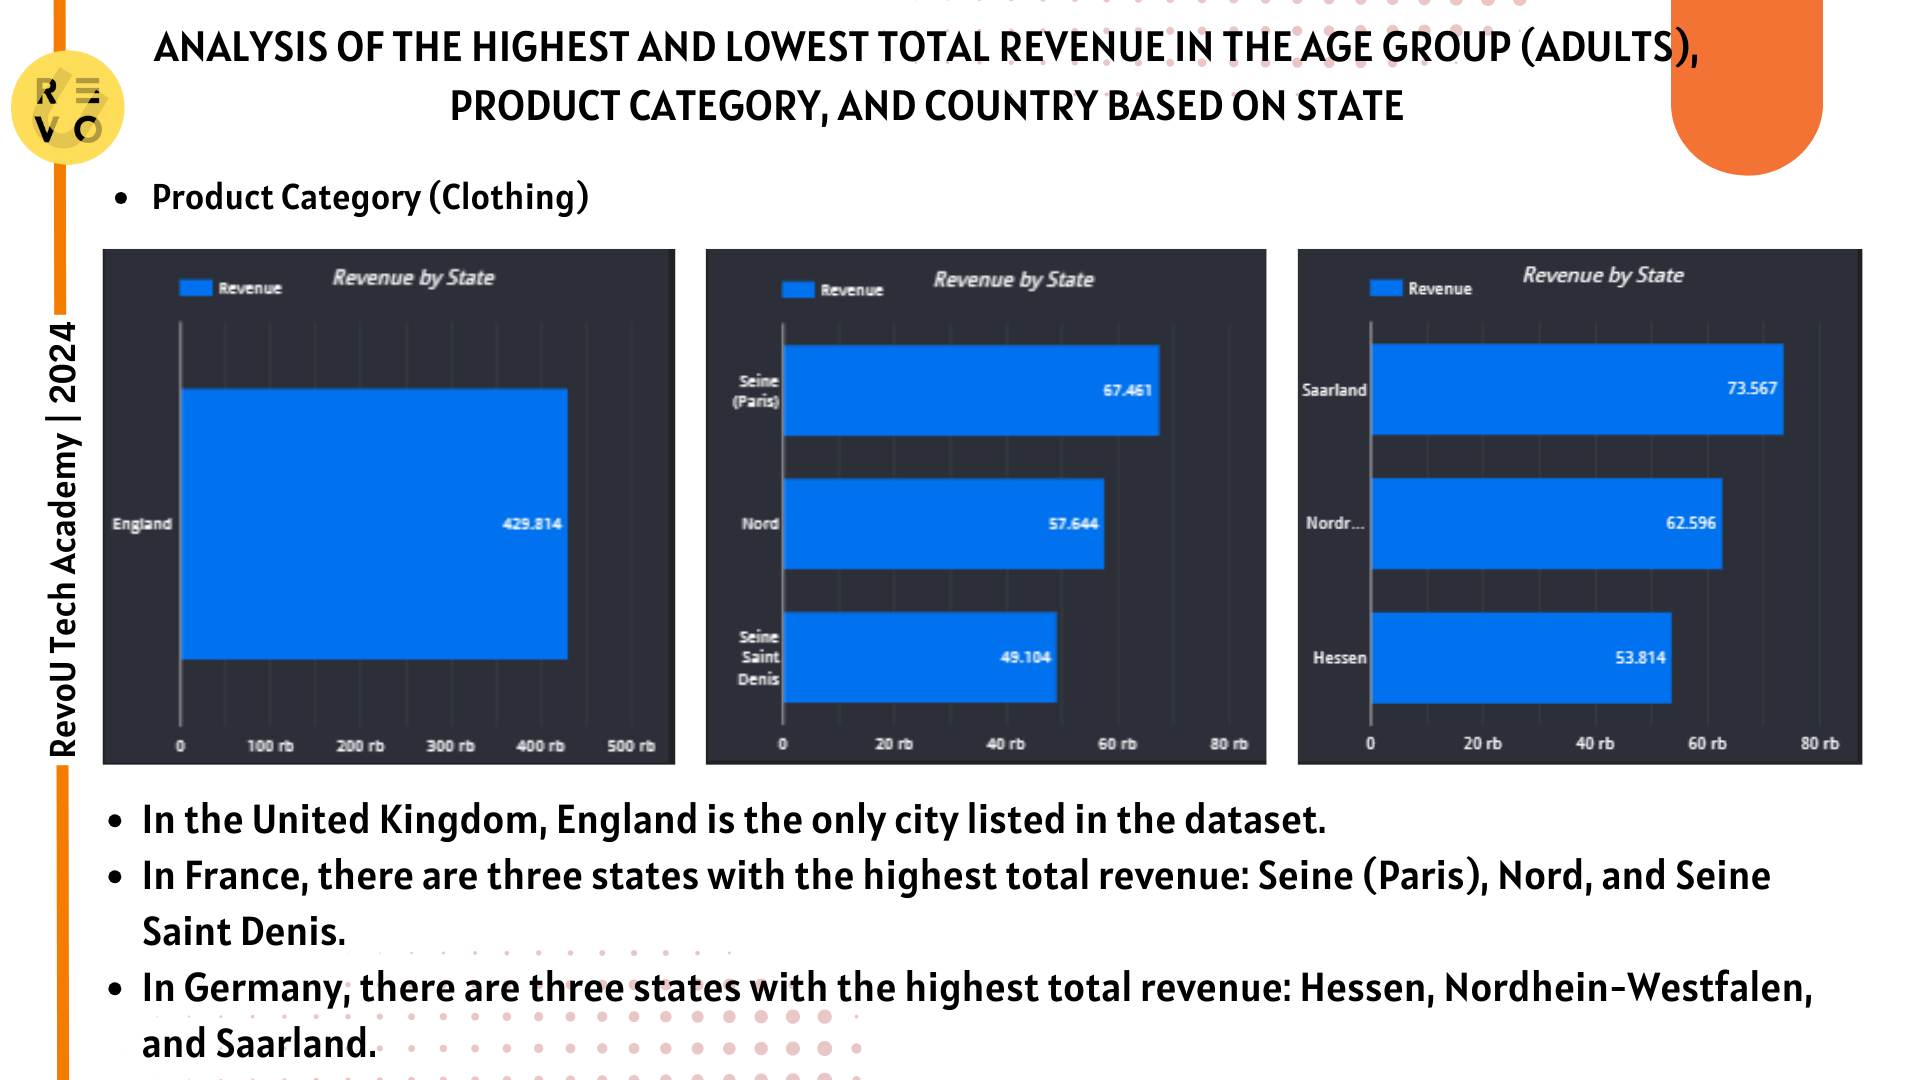 ANALYSIS OF THE HIGHEST AND LOWEST TOTAL REVENUE IN THE AGE GROUP (ADULTS),
PRODUCT CATEGORY, AND COUNTRY BASED ON STATE
RE
VO
RevoU Tech Academy | 2024
• Product Category (Clothing)
Revenue
Revenue by State
England
429.814
0 100 rb 200 rb 300 rb 400 rb 500 rb
Revenue
Revenue by State
Seine
(Paris)
67.461
Nord
57.644
Seine
Saint
Denis
49.104
0 20 rb 40 rb 60 rb 80 rb
Revenue
Revenue by State
Saarland
73.567
Nordr...
62.596
Hessen
53.814
0 20 rb 40 rb 60 rb 80 rb
• In the United Kingdom, England is the only city listed in the dataset.
• In France, there are three states with the highest total revenue: Seine (Paris), Nord, and Seine
Saint Denis.
• In Germany, there are three states with the highest total revenue: Hessen, Nordhein-Westfalen,
and Saarland.